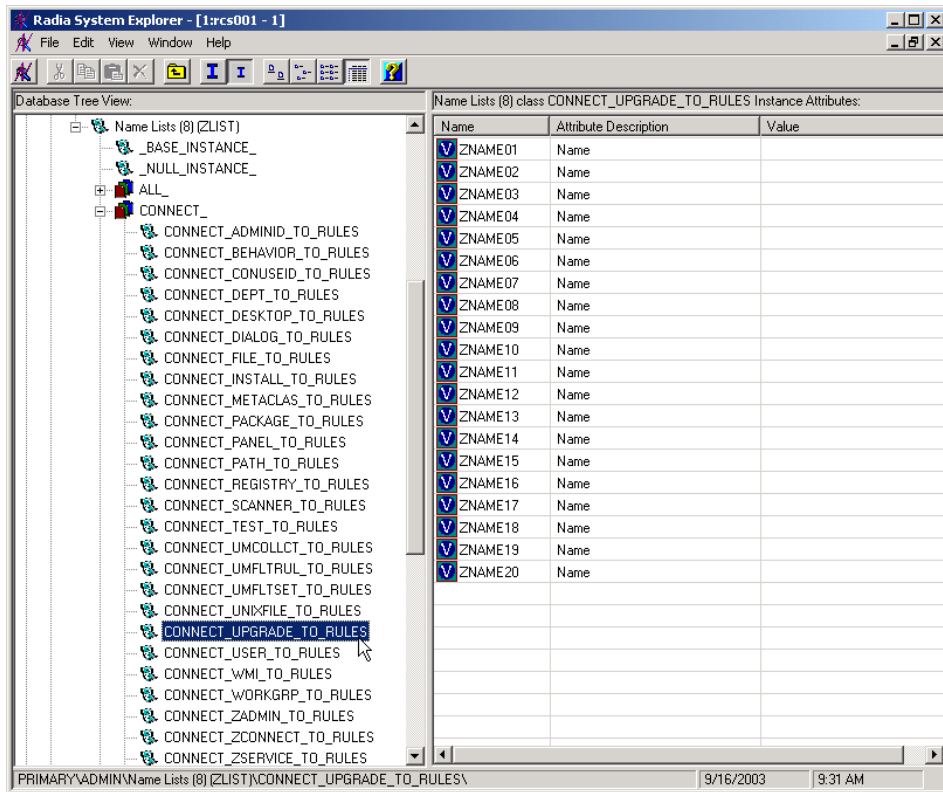 Radia System Explorer - [1:rcs001 - 1]
File Edit View Window Help
Database Tree View:
Name Lists (8) class CONNECT_UPGRADE_TO_RULES Instance Attributes:
Name Lists (8) (ZLIST)
_BASE_INSTANCE_
_NULL_INSTANCE_
ALL_
CONNECT_
CONNECT_ADMINID_TO_RULES
CONNECT_BEHAVIOR_TO_RULES
CONNECT_CONUSEID_TO_RULES
CONNECT_DEPT_TO_RULES
CONNECT_DESKTOP_TO_RULES
CONNECT_DIALOG_TO_RULES
CONNECT_FILE_TO_RULES
CONNECT_INSTALL_TO_RULES
CONNECT_METACLAS_TO_RULES
CONNECT_PACKAGE_TO_RULES
CONNECT_PANEL_TO_RULES
CONNECT_PATH_TO_RULES
CONNECT_REGISTRY_TO_RULES
CONNECT_SCANNER_TO_RULES
CONNECT_TEST_TO_RULES
CONNECT_UMCOLLCT_TO_RULES
CONNECT_UMFLTRUL_TO_RULES
CONNECT_UMFLTSET_TO_RULES
CONNECT_UNIXFILE_TO_RULES
CONNECT_UPGRADE_TO_RULES
CONNECT_USER_TO_RULES
CONNECT_WMI_TO_RULES
CONNECT_WORKGRP_TO_RULES
CONNECT_ZADMIN_TO_RULES
CONNECT_ZCONNECT_TO_RULES
CONNECT_ZSERVICE_TO_RULES
Name Attribute Description Value
V ZNAME01 Name
V ZNAME02 Name
V ZNAME03 Name
V ZNAME04 Name
V ZNAME05 Name
V ZNAME06 Name
V ZNAME07 Name
V ZNAME08 Name
V ZNAME09 Name
V ZNAME10 Name
V ZNAME11 Name
V ZNAME12 Name
V ZNAME13 Name
V ZNAME14 Name
V ZNAME15 Name
V ZNAME16 Name
V ZNAME17 Name
V ZNAME18 Name
V ZNAME19 Name
V ZNAME20 Name
PRIMARY\ADMIN\Name Lists (8) (ZLIST)\CONNECT_UPGRADE_TO_RULES\ 9/16/2003 9:31 AM